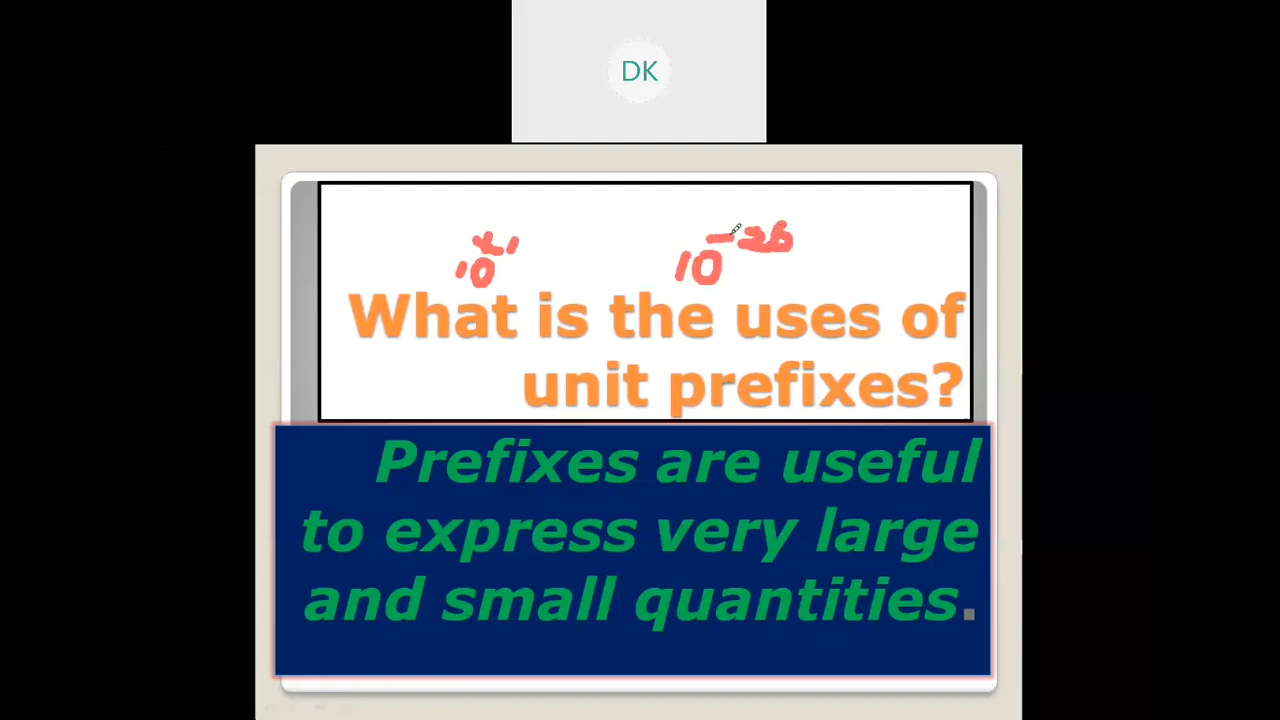 DK
10⁻²⁶
What is the uses of
unit prefixes?
Prefixes are useful
to express very large
and small quantities.